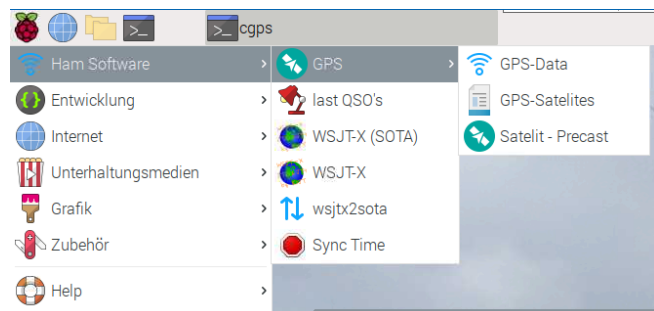 cgps
Ham Software
Entwicklung
Internet
Unterhaltungsmedien
Grafik
Zubehör
Help
GPS
last QSO's
WSJT-X (SOTA)
WSJT-X
wsjtx2sota
Sync Time
GPS-Data
GPS-Satelites
Satelit - Precast